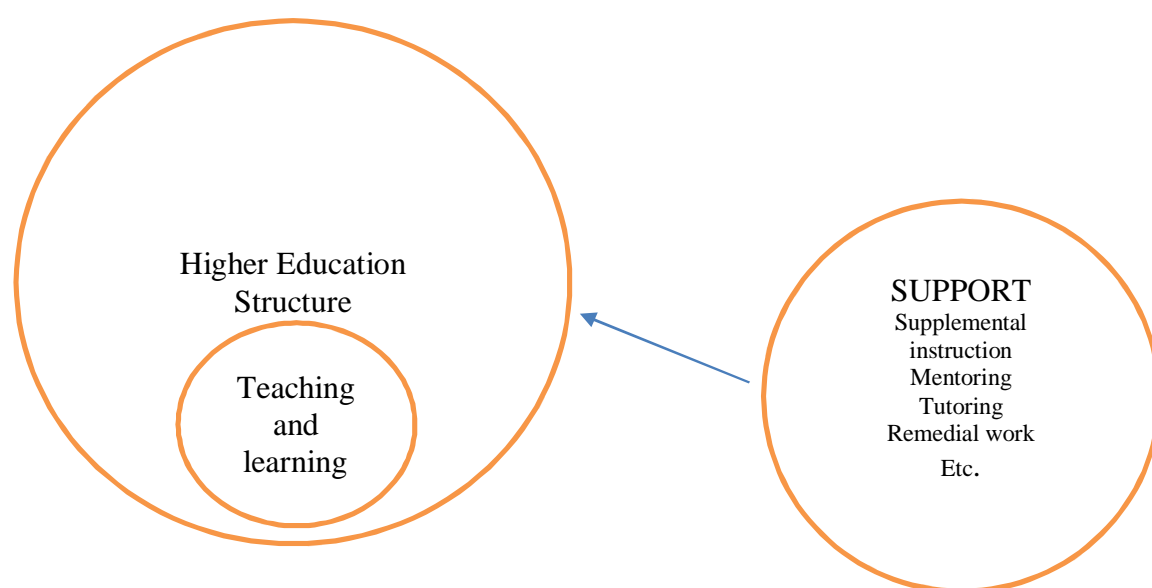 Higher Education
Structure
Teaching
and
learning
SUPPORT
Supplemental
instruction
Mentoring
Tutoring
Remedial work
Etc.